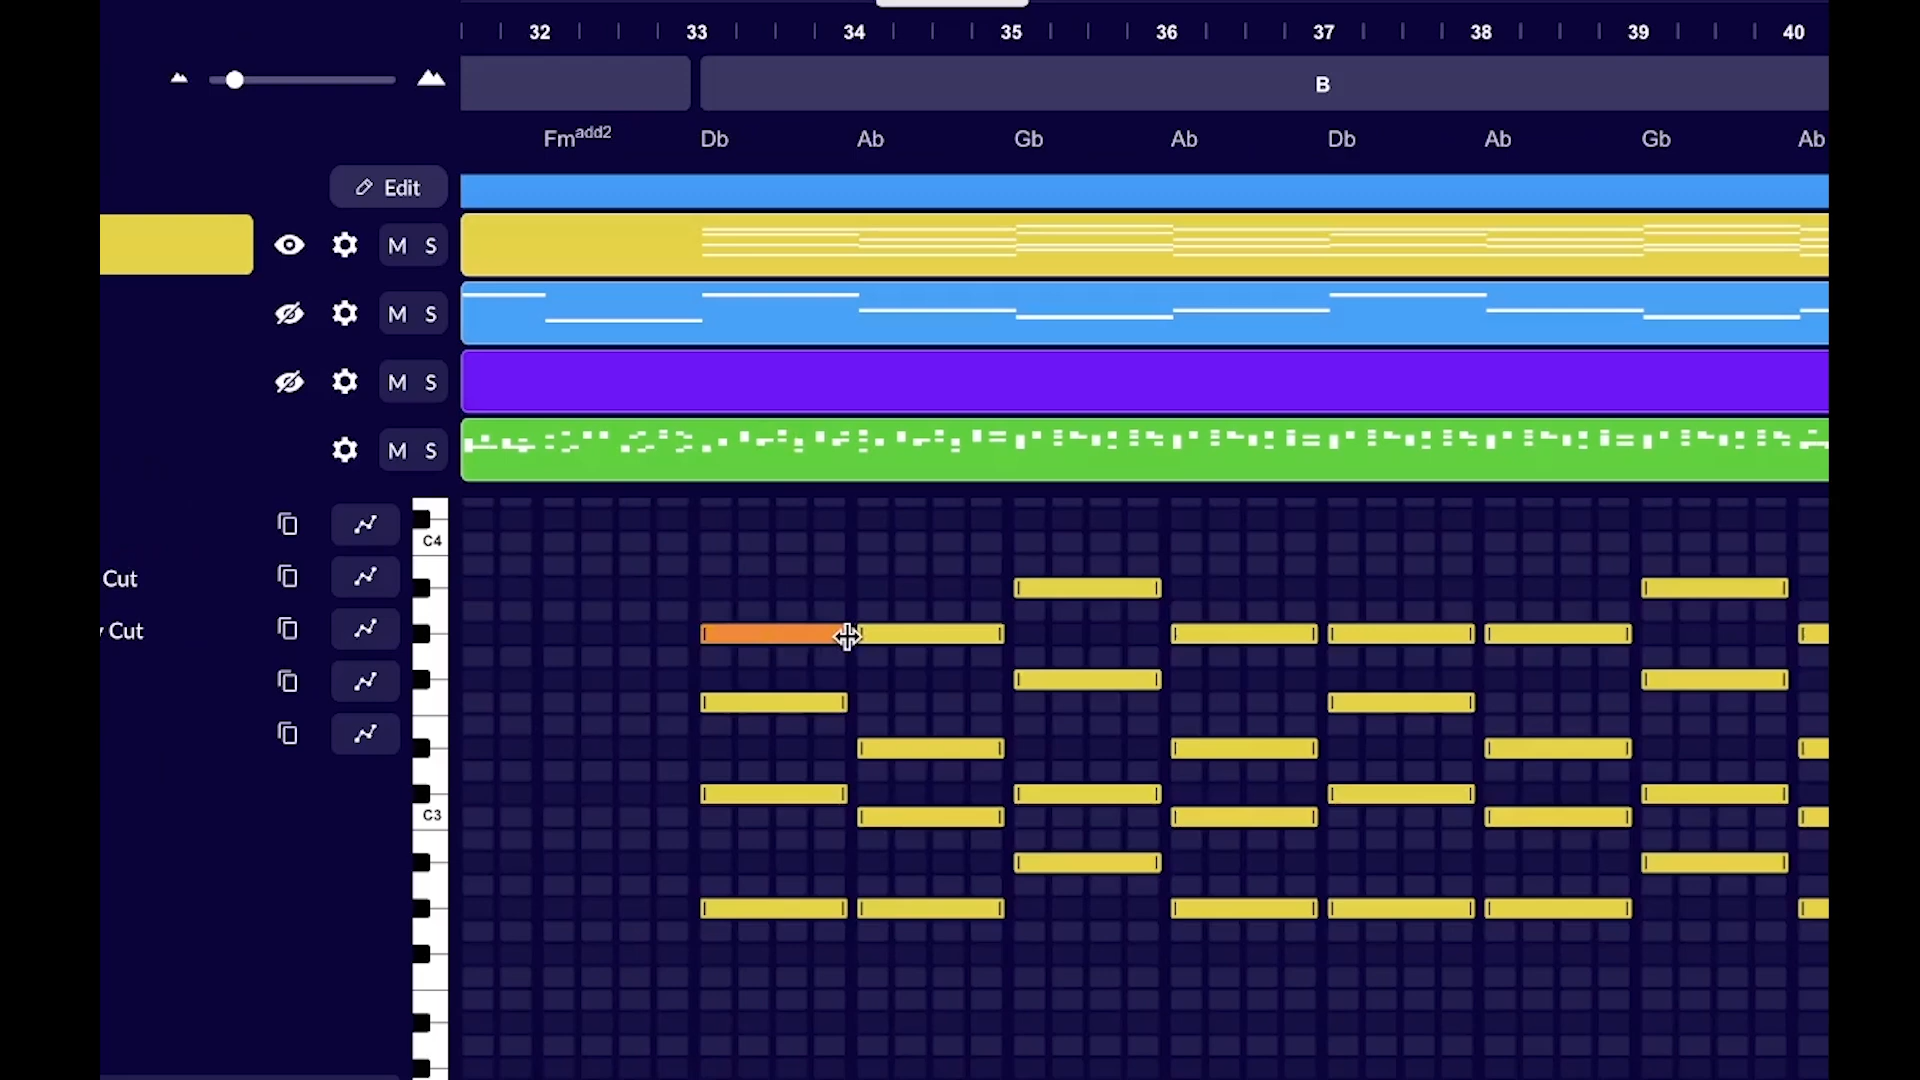 32 33 34 35 36 37 38 39 40
B
Fmadd2 Db Ab Gb Ab Db Ab Gb Ab
Edit
M S
M S
M S
M S
C4
Cut
Cut
C3